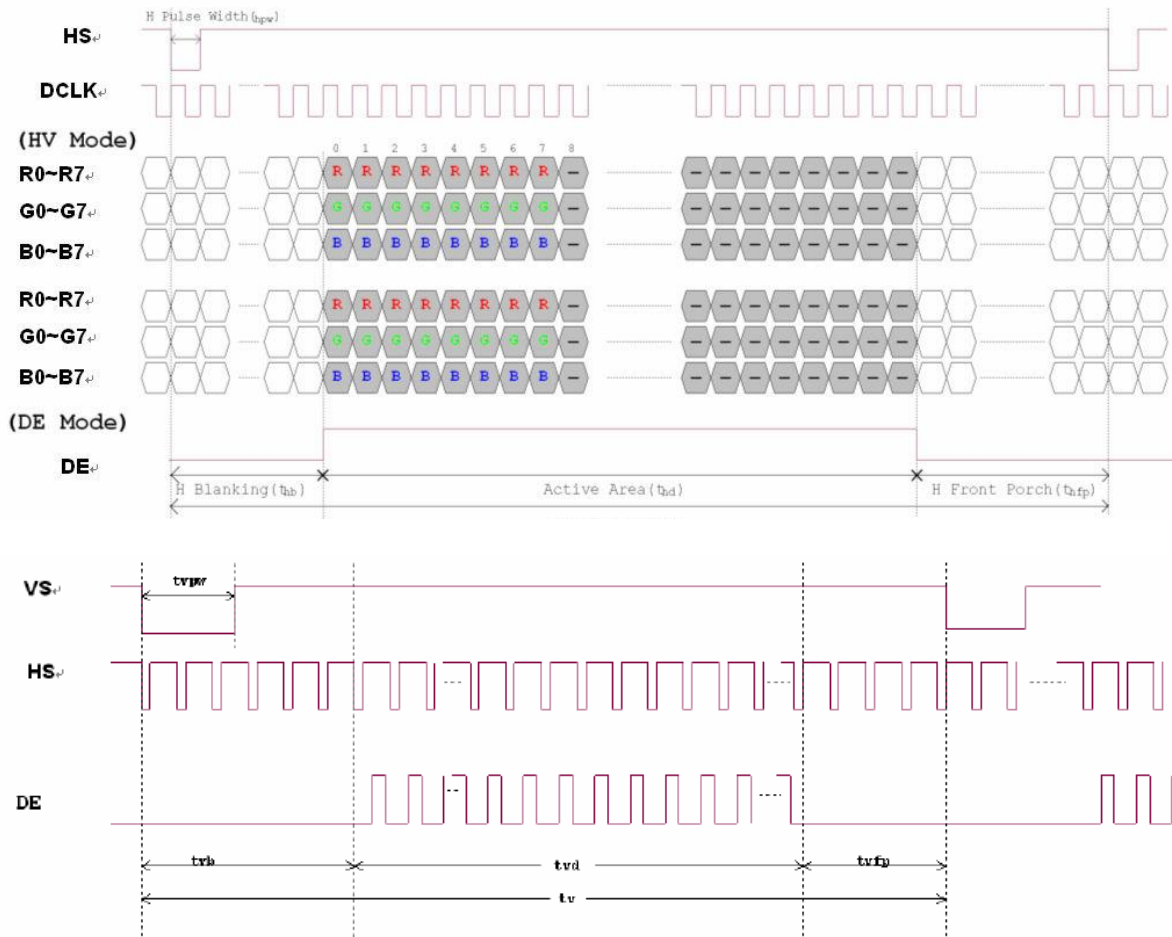 H Pulse Width(thpw)
HS
DCLK
(HV Mode)
0 1 2 3 4 5 6 7 8
R0~R7 R R R R R R R R
G0~G7 G G G G G G G G
B0~B7 B B B B B B B B
R0~R7 R R R R R R R R
G0~G7 G G G G G G G G
B0~B7 B B B B B B B B
(DE Mode)
DE
H Blanking(thb) Active Area(thd) H Front Porch(thfp)
VS tvpw
HS
DE
tvb tvd tvfp
tv